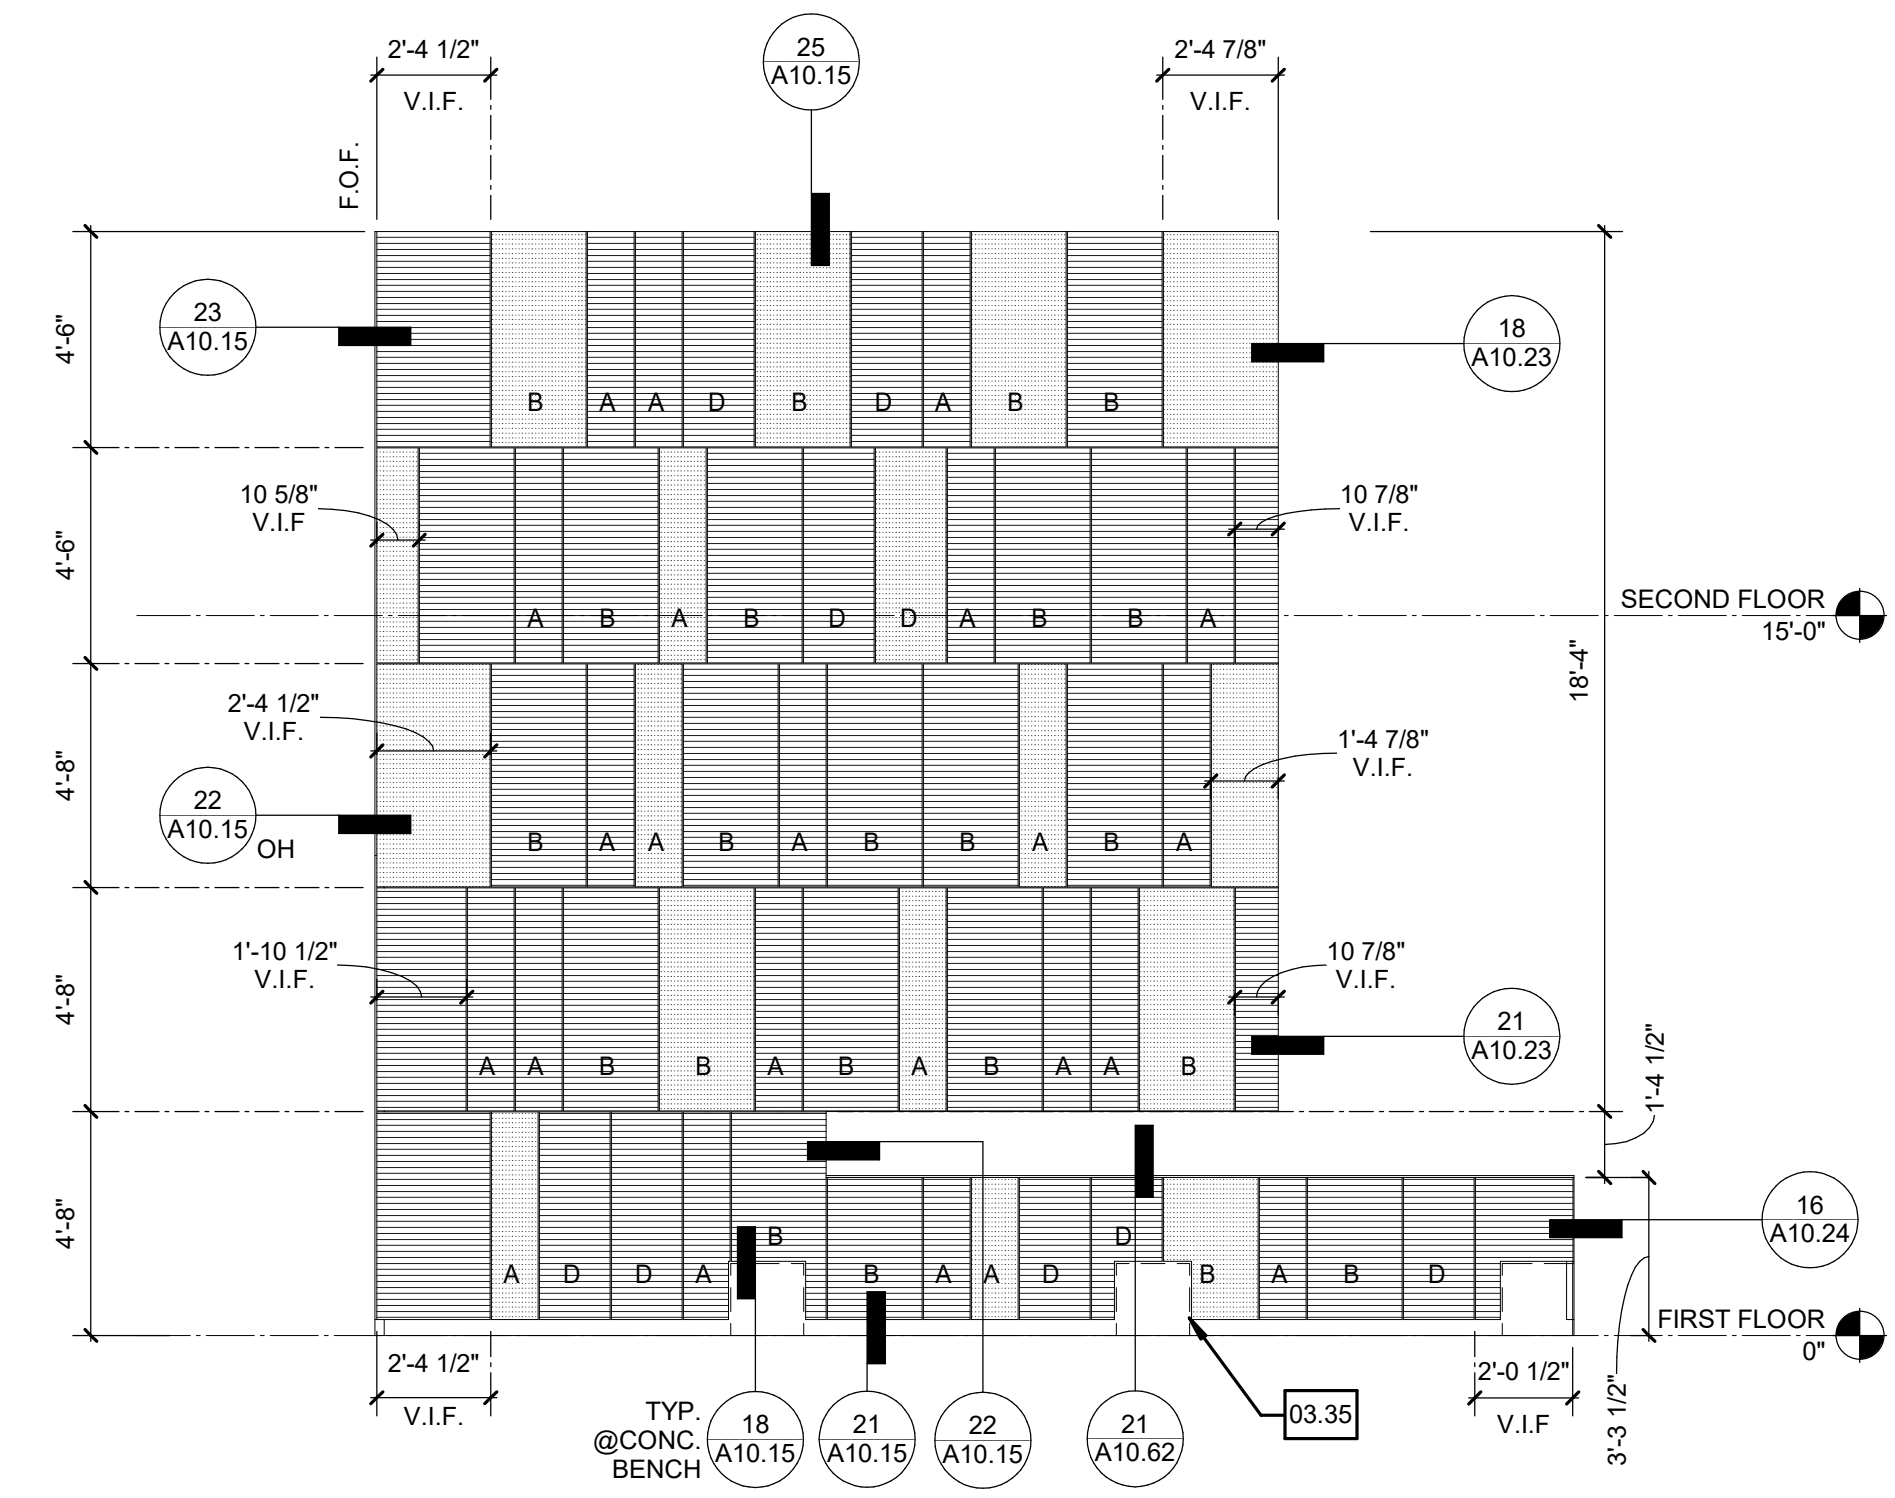 2'-4 1/2"
V.I.F.
25
A10.15
2'-4 7/8"
V.I.F.
F.O.F.
4'-6"
23
A10.15
18
A10.23
B A A D B D A B B
4'-6"
10 5/8"
V.I.F
10 7/8"
V.I.F.
SECOND FLOOR
15'-0"
A B A B D D A B B A
18'-4"
4'-8"
2'-4 1/2"
V.I.F.
1'-4 7/8"
V.I.F.
22
A10.15
OH
B A A B A B B A B A
4'-8"
1'-10 1/2"
V.I.F.
10 7/8"
V.I.F.
21
A10.23
A A B B A B A B A A B
1'-4 1/2"
4'-8"
16
A10.24
B D
A D D A B A A D B A B D
FIRST FLOOR
0"
2'-4 1/2"
V.I.F.
2'-0 1/2"
V.I.F
3'-3 1/2"
TYP.
@CONC.
BENCH
18
A10.15
21
A10.15
22
A10.15
21
A10.62
03.35